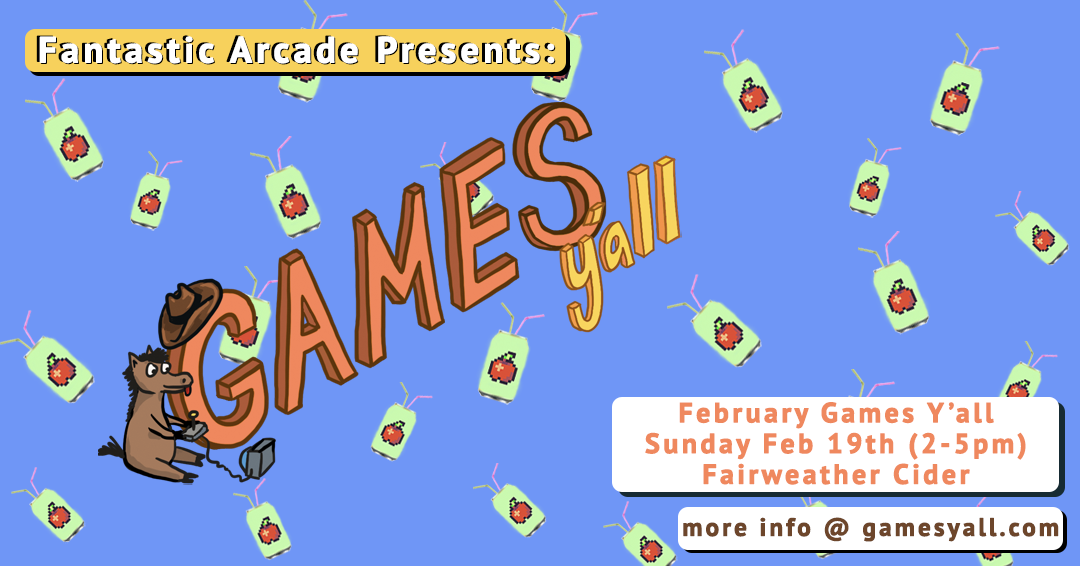 Fantastic Arcade Presents:
GAMES
y'all
February Games Y’all
Sunday Feb 19th (2-5pm)
Fairweather Cider
more info @ gamesyall.com